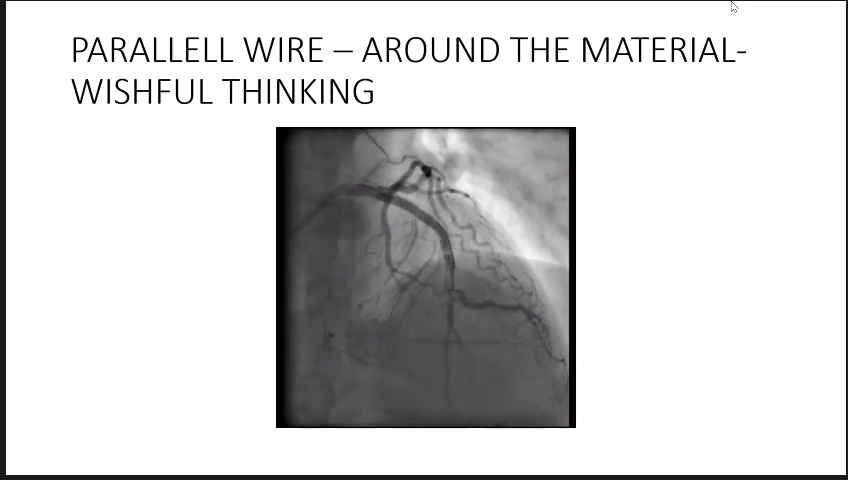 PARALLELL WIRE – AROUND THE MATERIAL-
WISHFUL THINKING